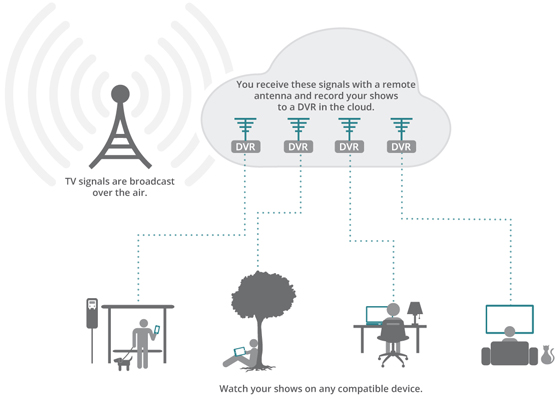 You receive these signals with a remote
antenna and record your shows
to a DVR in the cloud.
DVR DVR DVR DVR
TV signals are broadcast
over the air.
Watch your shows on any compatible device.